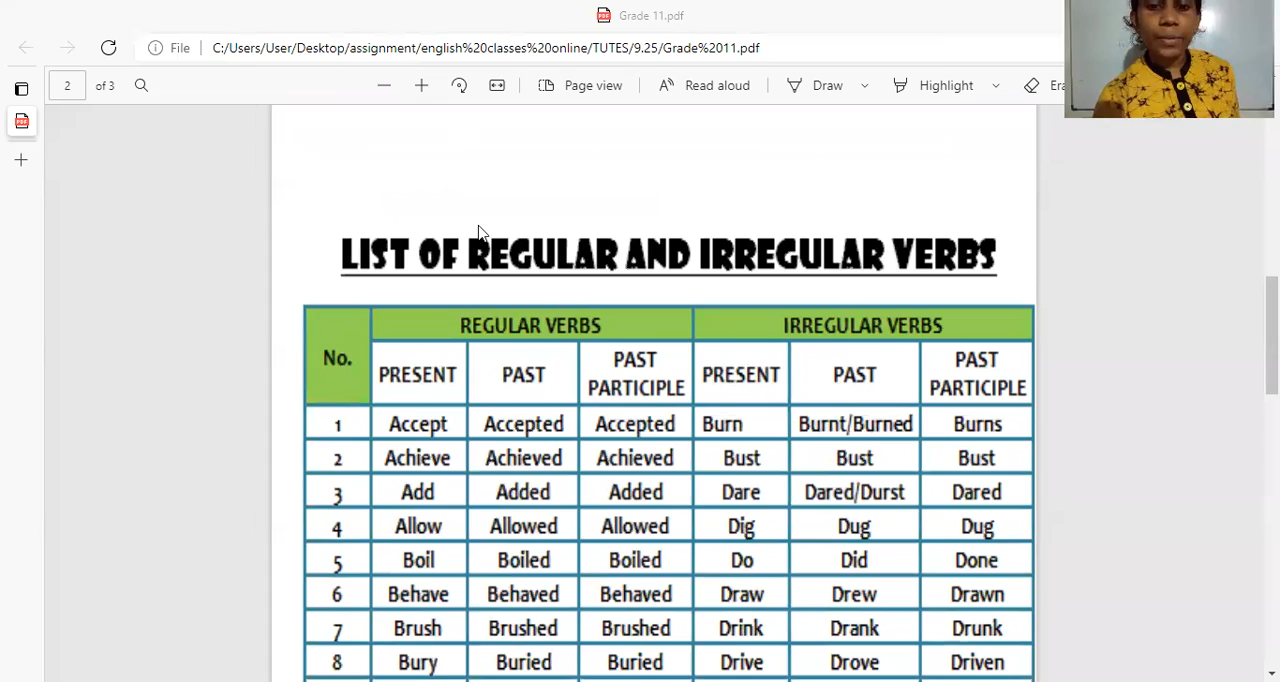 Grade 11.pdf
File C:/Users/User/Desktop/assignment/english%20classes%20online/TUTES/9.25/Grade%2011.pdf
2 of 3 Page view Read aloud Draw Highlight
LIST OF REGULAR AND IRREGULAR VERBS
No. REGULAR VERBS IRREGULAR VERBS
PRESENT PAST PAST PARTICIPLE PRESENT PAST PAST PARTICIPLE
1 Accept Accepted Accepted Burn Burnt/Burned Burns
2 Achieve Achieved Achieved Bust Bust Bust
3 Add Added Added Dare Dared/Durst Dared
4 Allow Allowed Allowed Dig Dug Dug
5 Boil Boiled Boiled Do Did Done
6 Behave Behaved Behaved Draw Drew Drawn
7 Brush Brushed Brushed Drink Drank Drunk
8 Bury Buried Buried Drive Drove Driven